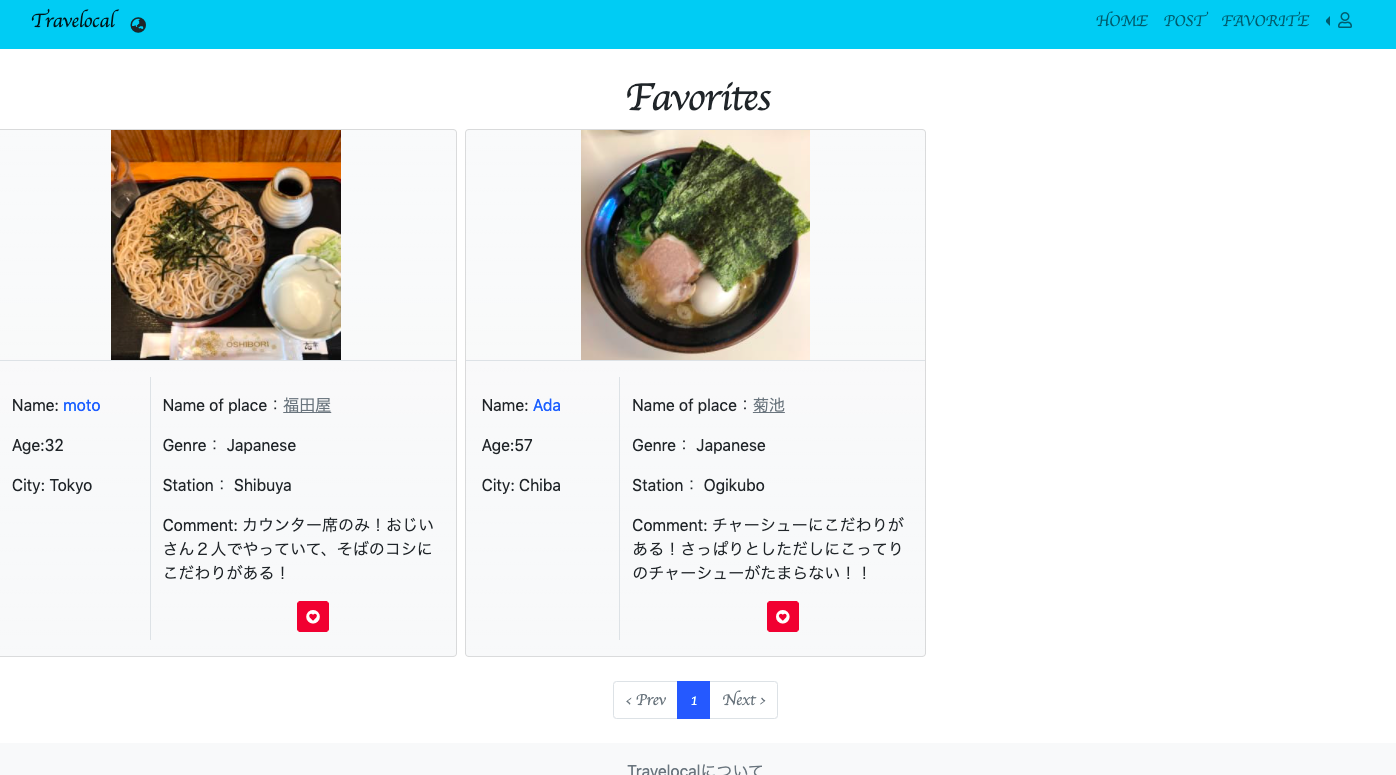 Travelocal
HOME POST FAVORITE
Favorites
OSHIBORI
Name: moto
Age:32
City: Tokyo
Name of place：福田屋
Genre： Japanese
Station： Shibuya
Comment: カウンター席のみ！おじい
さん２人でやっていて、そばのコシに
こだわりがある！
Name: Ada
Age:57
City: Chiba
Name of place：菊池
Genre： Japanese
Station： Ogikubo
Comment: チャーシューにこだわりが
ある！さっぱりとしただしにこってり
のチャーシューがたまらない！！
‹ Prev 1 Next ›
Travelocalについて